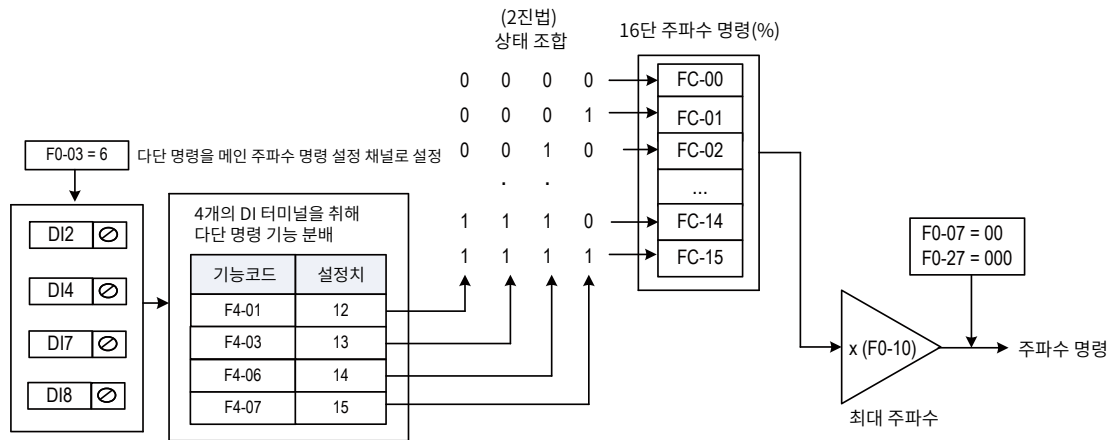 (2진법)
상태 조합
16단 주파수 명령(%)
0 0 0 0 FC-00
0 0 0 1 FC-01
F0-03 = 6 다단 명령을 메인 주파수 명령 설정 채널로 설정 0 0 1 0 FC-02
. . ...
1 1 1 0 FC-14
1 1 1 1 FC-15
DI2
DI4
DI7
DI8
4개의 DI 터미널을 취해
다단 명령 기능 분배
기능코드 설정치
F4-01 12
F4-03 13
F4-06 14
F4-07 15
F0-07 = 00
F0-27 = 000
x (F0-10)
주파수 명령
최대 주파수